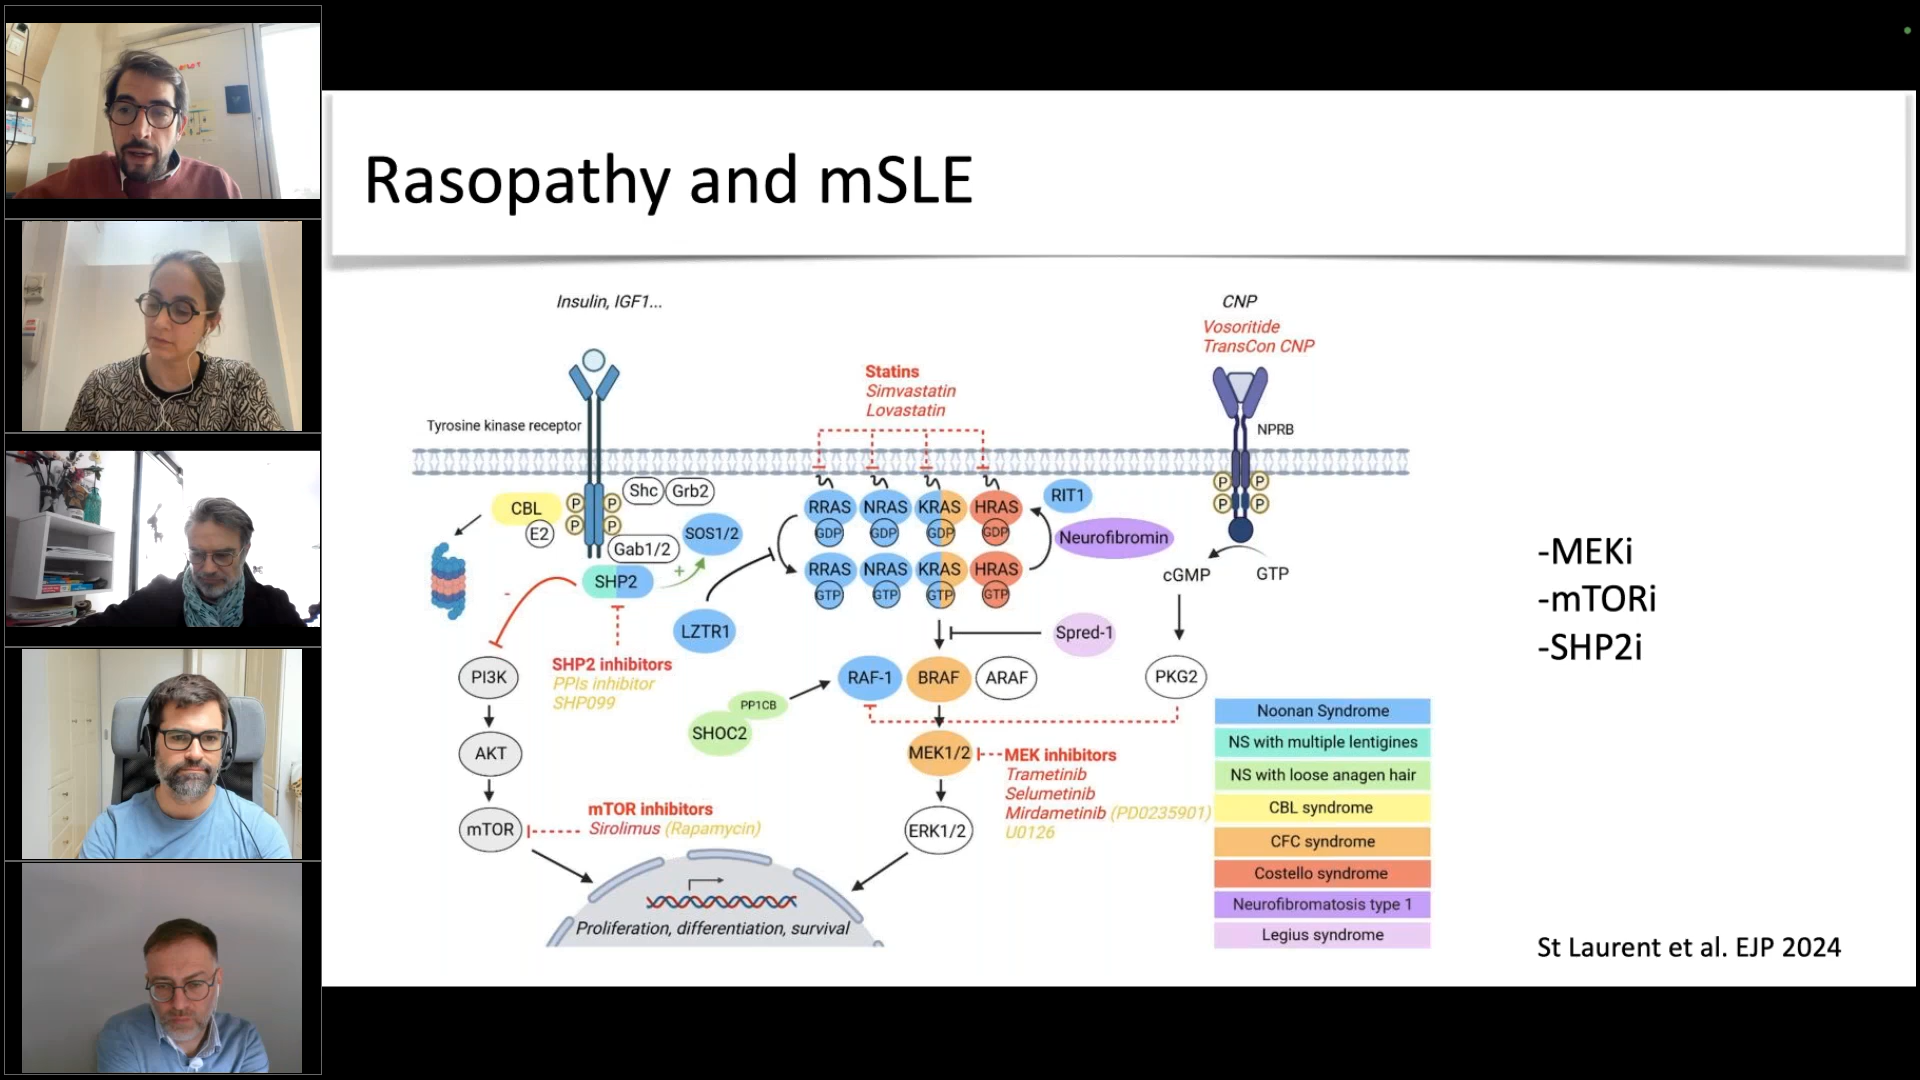 Rasopathy and mSLE
Insulin, IGF1...
CNP
Vosoritide
TransCon CNP
Statins
Simvastatin
Lovastatin
Tyrosine kinase receptor
NPRB
CBL
E2
P P
P P
Shc
Grb2
Gab1/2
SOS1/2
SHP2
+
-
RRAS NRAS KRAS HRAS
GDP GDP GDP GDP
RRAS NRAS KRAS HRAS
GTP GTP GTP GTP
RIT1
Neurofibromin
P P
P P
cGMP
GTP
LZTR1
Spred-1
PI3K
SHP2 inhibitors
PPIs inhibitor
SHP099
RAF-1
BRAF
ARAF
PKG2
PP1CB
SHOC2
AKT
MEK1/2
MEK inhibitors
Trametinib
Selumetinib
Mirdametinib (PD0235901)
U0126
mTOR inhibitors
Sirolimus (Rapamycin)
mTOR
ERK1/2
Proliferation, differentiation, survival
Noonan Syndrome
NS with multiple lentigines
NS with loose anagen hair
CBL syndrome
CFC syndrome
Costello syndrome
Neurofibromatosis type 1
Legius syndrome
-MEKi
-mTORi
-SHP2i
St Laurent et al. EJP 2024